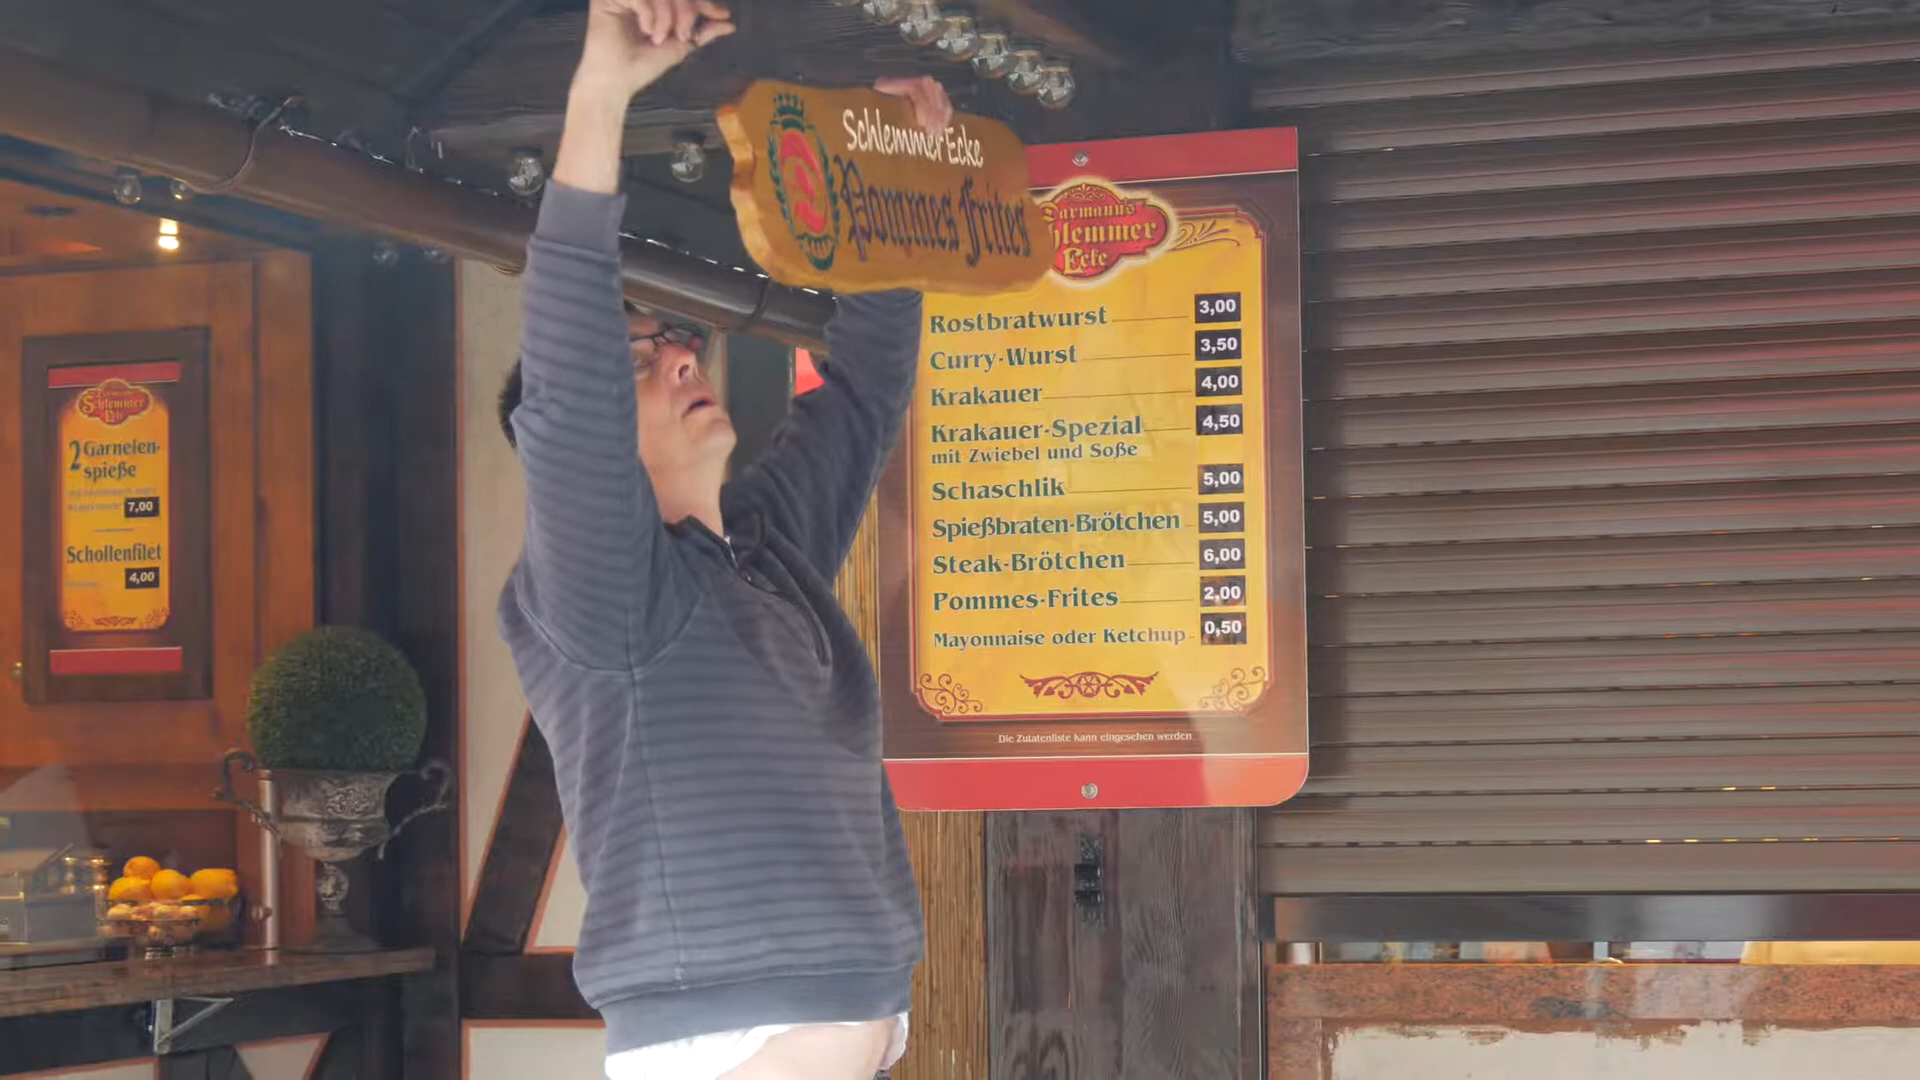 SchlemmerEcke
Pommes frites
Darmann's
Schlemmer
Ecke
Rostbratwurst 3,00
Curry-Wurst 3,50
Krakauer 4,00
Krakauer-Spezial 4,50
mit Zwiebel und Soße
Schaschlik 5,00
Spießbraten-Brötchen 5,00
Steak-Brötchen 6,00
Pommes-Frites 2,00
Mayonnaise oder Ketchup 0,50
Die Zutatenliste kann eingesehen werden
Schlemmer
Ecke
2 Garnelen-
spieße
7,00
Schollenfilet
4,00